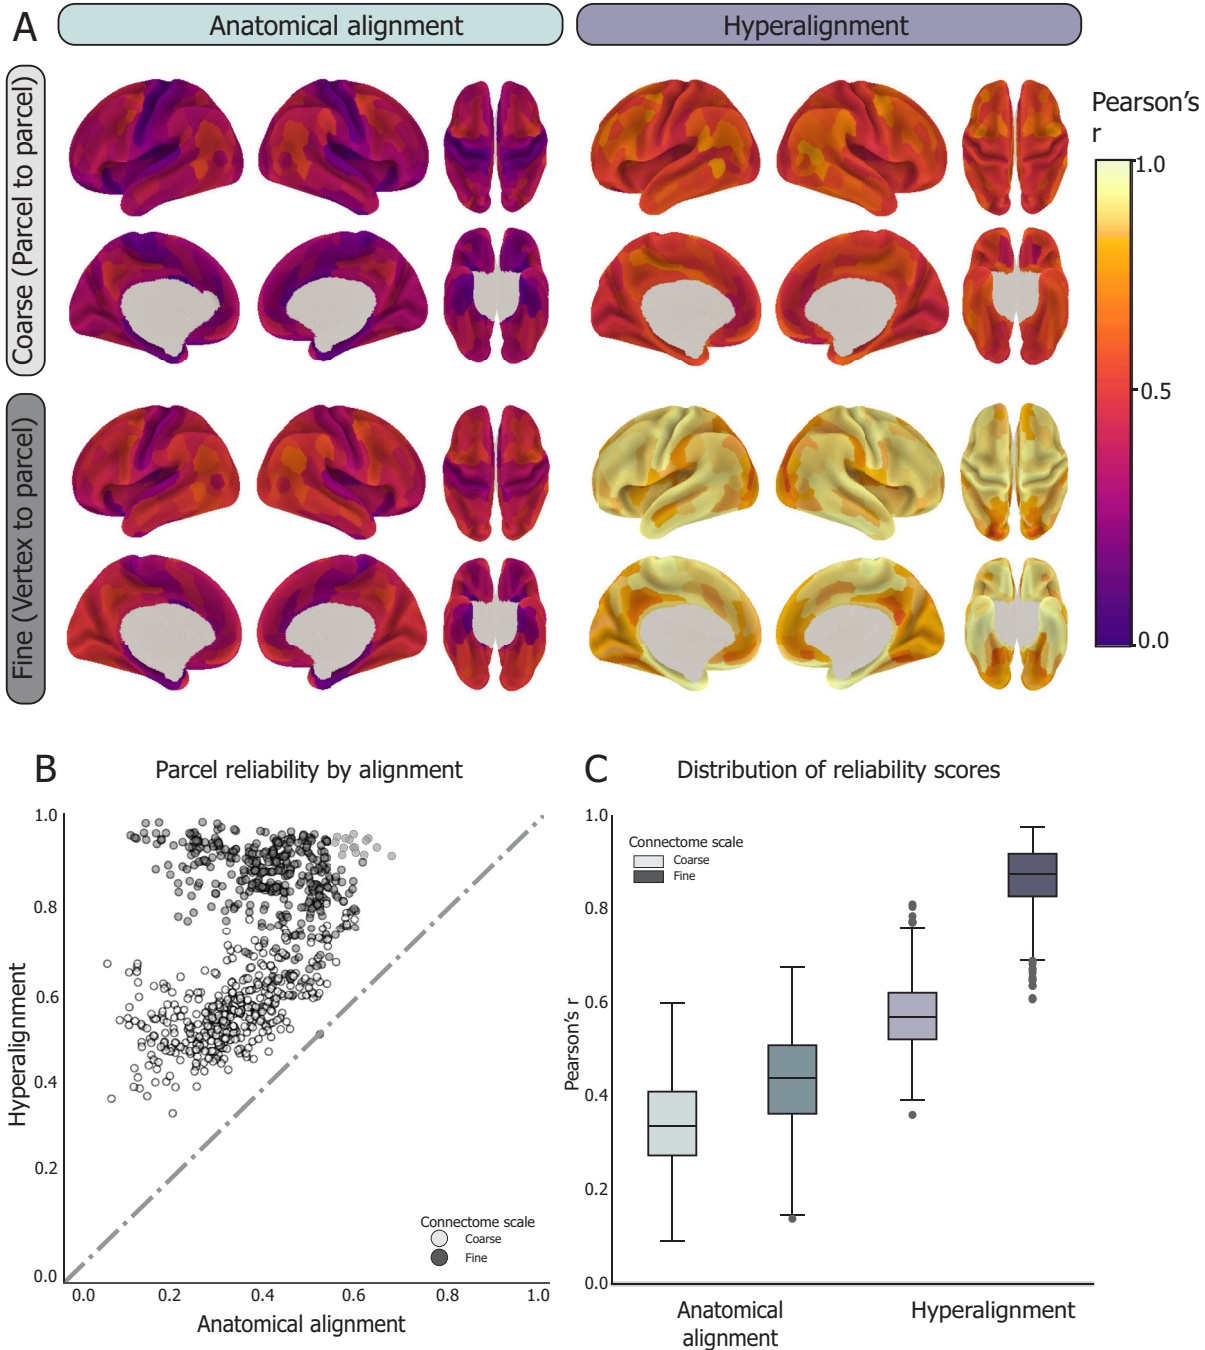 A
Anatomical alignment
Hyperalignment
Coarse (Parcel to parcel)
Fine (Vertex to parcel)
Pearson's
r
1.0
0.5
0.0
B
Parcel reliability by alignment
1.0
0.8
0.6
0.4
0.2
0.0
Hyperalignment
0.0
0.2
0.4
0.6
0.8
1.0
Anatomical alignment
Connectome scale
Coarse
Fine
C
Distribution of reliability scores
1.0
0.8
0.6
0.4
0.2
0.0
Pearson's r
Connectome scale
Coarse
Fine
Anatomical
alignment
Hyperalignment